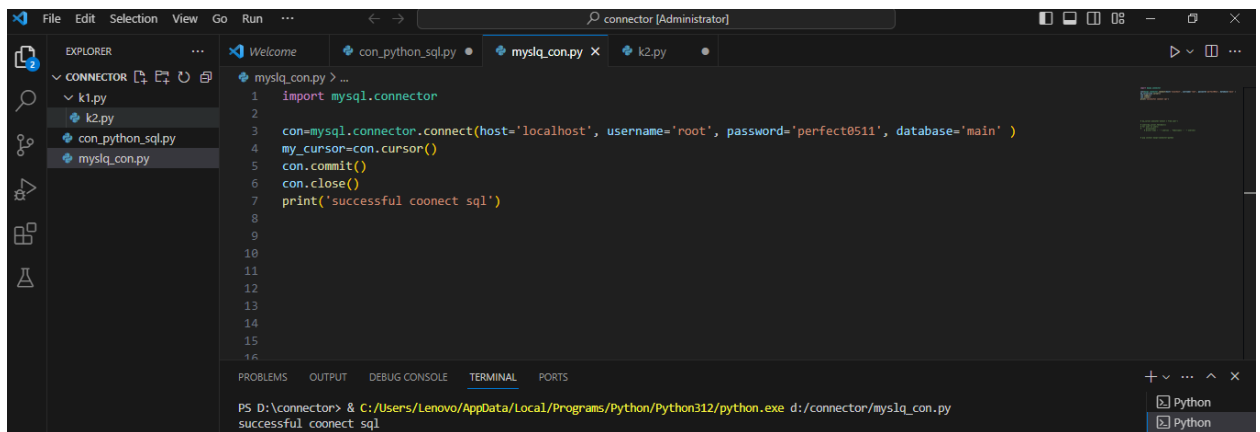 File Edit Selection View Go Run ···
connector [Administrator]
EXPLORER ···
CONNECTOR
k1.py
k2.py
con_python_sql.py
myslq_con.py
2
Welcome con_python_sql.py myslq_con.py k2.py
myslq_con.py > ...
1 import mysql.connector
2
3 con=mysql.connector.connect(host='localhost', username='root', password='perfect0511', database='main' )
4 my_cursor=con.cursor()
5 con.commit()
6 con.close()
7 print('successful coonect sql')
8
9
10
11
12
13
14
15
16
PROBLEMS OUTPUT DEBUG CONSOLE TERMINAL PORTS
PS D:\connector> & C:/Users/Lenovo/AppData/Local/Programs/Python/Python312/python.exe d:/connector/myslq_con.py
successful coonect sql
Python
Python